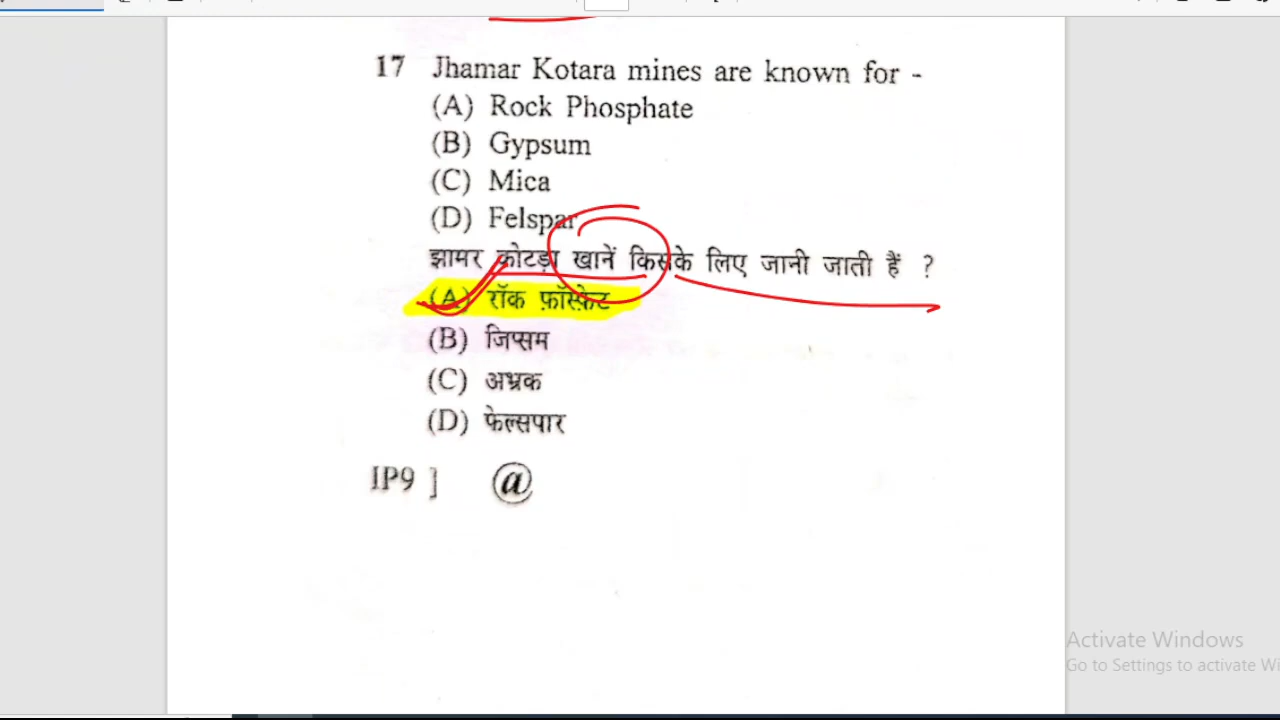 17 Jhamar Kotara mines are known for -
(A) Rock Phosphate
(B) Gypsum
(C) Mica
(D) Felspar
झामर कोटड़ा खानें किसके लिए जानी जाती हैं ?
(A) रॉक फ़ॉस्फ़ेट
(B) जिप्सम
(C) अभ्रक
(D) फेल्सपार
IP9 ] @
Activate Windows
Go to Settings to activate Wi